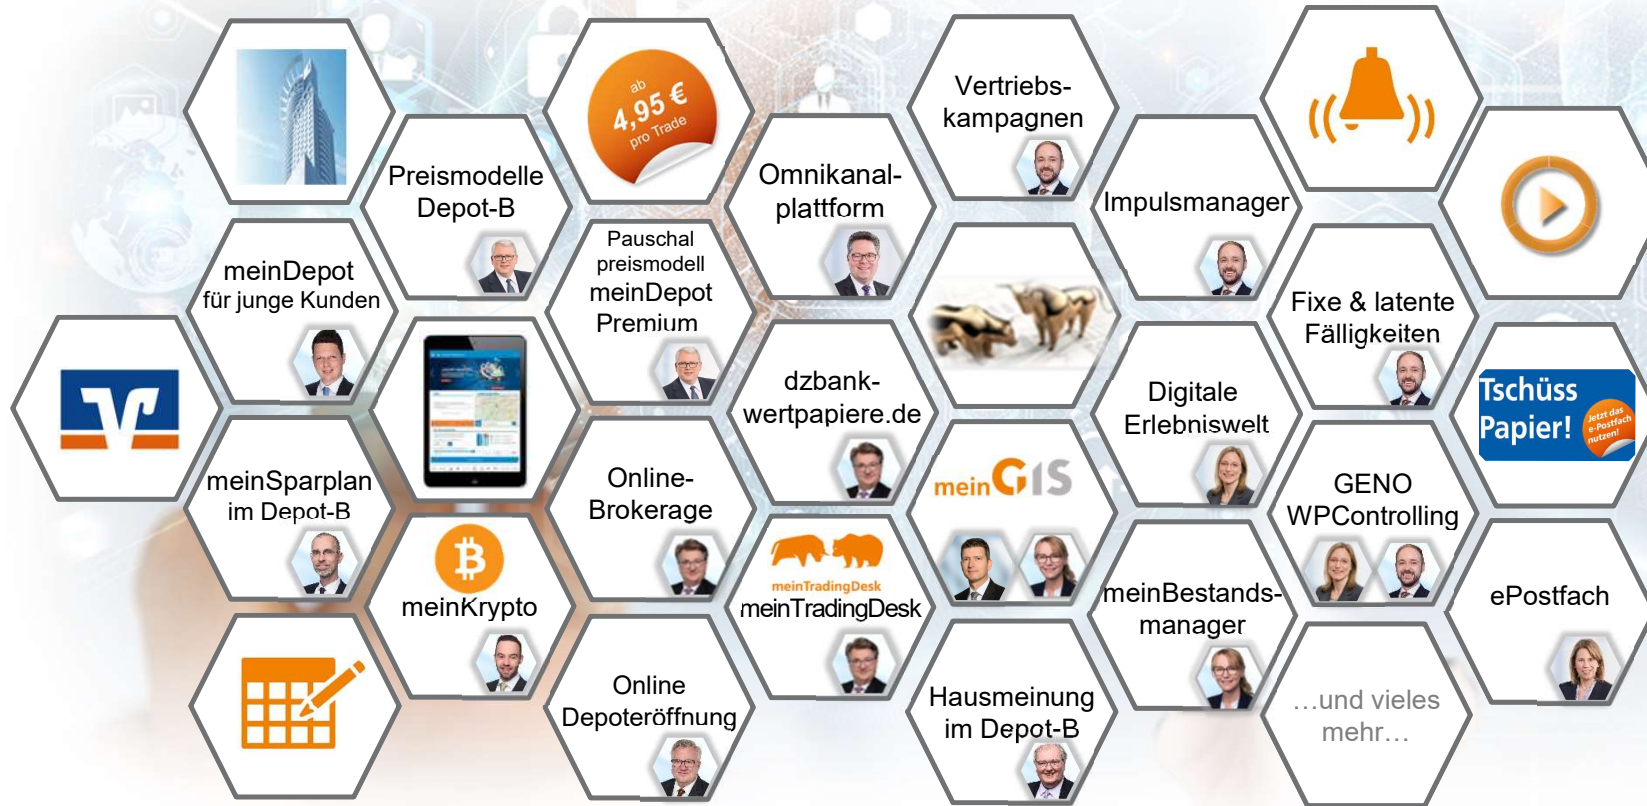 ab
4,95 €
pro Trade
Vertriebs-
kampagnen
Preismodelle
Depot-B
Omnikanal-
plattform
Impulsmanager
meinDepot
für junge Kunden
Pauschal
preismodell
meinDepot
Premium
Fixe & latente
Fälligkeiten
dzbank-
wertpapiere.de
Digitale
Erlebniswelt
Tschüss
Papier!
Jetzt das
e-Postfach
nutzen!
meinSparplan
im Depot-B
Online-
Brokerage
meinGIS
GENO
WPControlling
meinKrypto
meinTradingDesk
meinTradingDesk
meinBestands-
manager
ePostfach
Online
Depoteröffnung
Hausmeinung
im Depot-B
…und vieles
mehr…